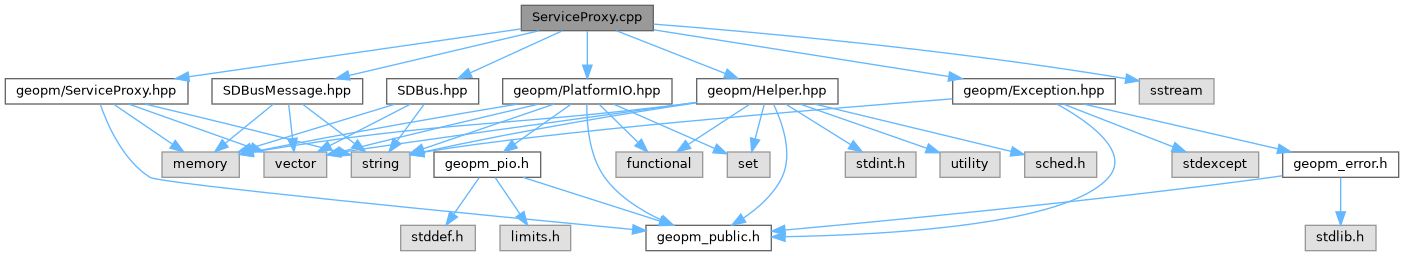 ServiceProxy.cpp
geopm/ServiceProxy.hpp
SDBusMessage.hpp
SDBus.hpp
geopm/PlatformIO.hpp
geopm/Helper.hpp
geopm/Exception.hpp
sstream
memory
vector
string
geopm_pio.h
functional
set
stdint.h
utility
sched.h
stdexcept
geopm_error.h
stddef.h
limits.h
geopm_public.h
stdlib.h